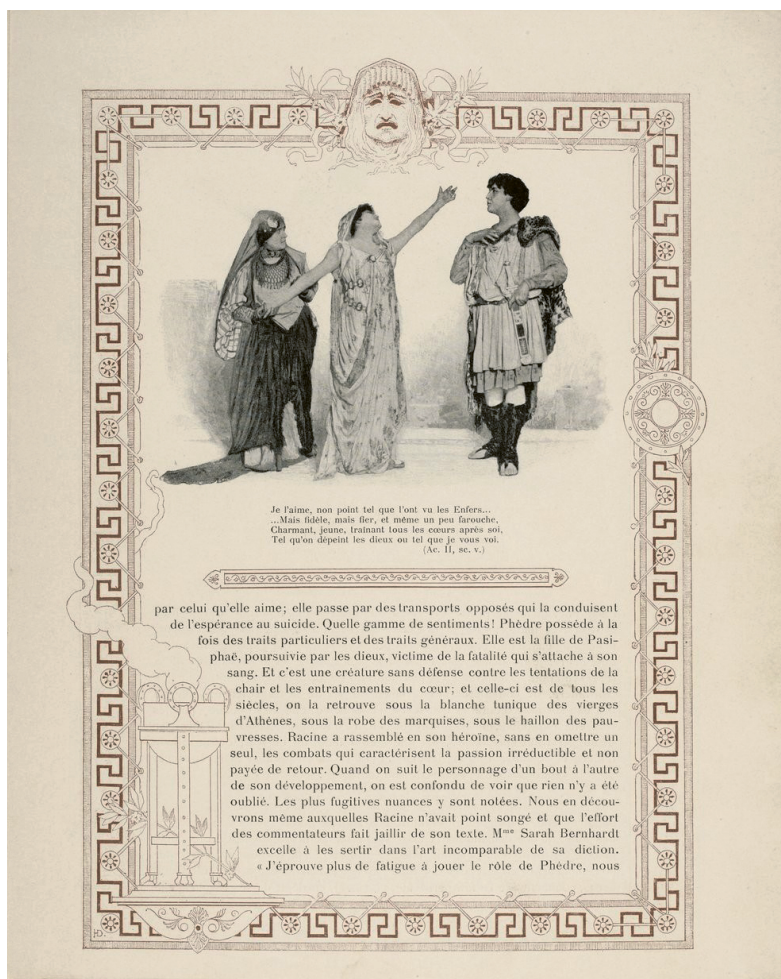 Je l'aime, non point tel que l'ont vu les Enfers...
...Mais fidèle, mais fier, et même un peu farouche,
Charmant, jeune, traînant tous les cœurs après soi,
Tel qu'on dépeint les dieux ou tel que je vous voi.
(Ac. II, sc. v.)
par celui qu'elle aime; elle passe par des transports opposés qui la conduisent
de l'espérance au suicide. Quelle gamme de sentiments! Phèdre possède à la
fois des traits particuliers et des traits généraux. Elle est la fille de Pasi-
phaë, poursuivie par les dieux, victime de la fatalité qui s'attache à son
sang. Et c'est une créature sans défense contre les tentations de la
chair et les entraînements du cœur; et celle-ci est de tous les
siècles, on la retrouve sous la blanche tunique des vierges
d'Athènes, sous la robe des marquises, sous le haillon des pau-
vresses. Racine a rassemblé en son héroïne, sans en omettre un
seul, les combats qui caractérisent la passion irréductible et non
payée de retour. Quand on suit le personnage d'un bout à l'autre
de son développement, on est confondu de voir que rien n'y a été
oublié. Les plus fugitives nuances y sont notées. Nous en décou-
vrons même auxquelles Racine n'avait point songé et que l'effort
des commentateurs fait jaillir de son texte. Mme Sarah Bernhardt
excelle à les sertir dans l'art incomparable de sa diction.
« J'éprouve plus de fatigue à jouer le rôle de Phèdre, nous